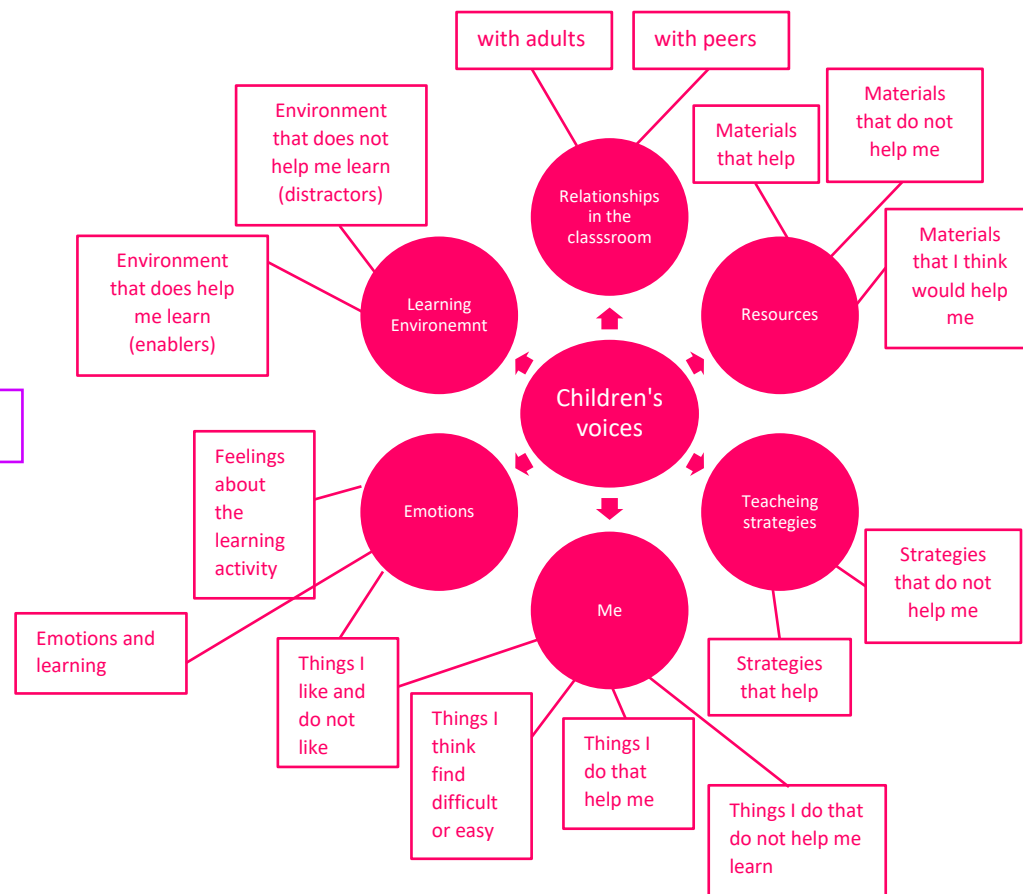 with adults
with peers
Environment
that does not
help me learn
(distractors)
Materials
that help
Materials
that do not
help me
Relationships
in the
classsroom
Environment
that does help
me learn
(enablers)
Learning
Environemnt
Resources
Materials
that I think
would help
me
Children's
voices
Feelings
about
the
learning
activity
Emotions
Teacheing
strategies
Strategies
that do not
help me
Me
Emotions and
learning
Things I
like and
do not
like
Strategies
that help
Things I
think
find
difficult
or easy
Things I
do that
help me
Things I do that
do not help me
learn